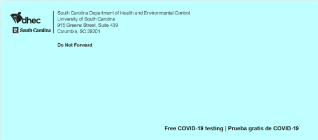 dhec
South Carolina
South Carolina Department of Health and Environmental Control
University of South Carolina
915 Greene Street, Suite 409
Columbia, SC 29201
Do Not Forward
Free COVID-19 testing | Prueba gratis de COVID-19